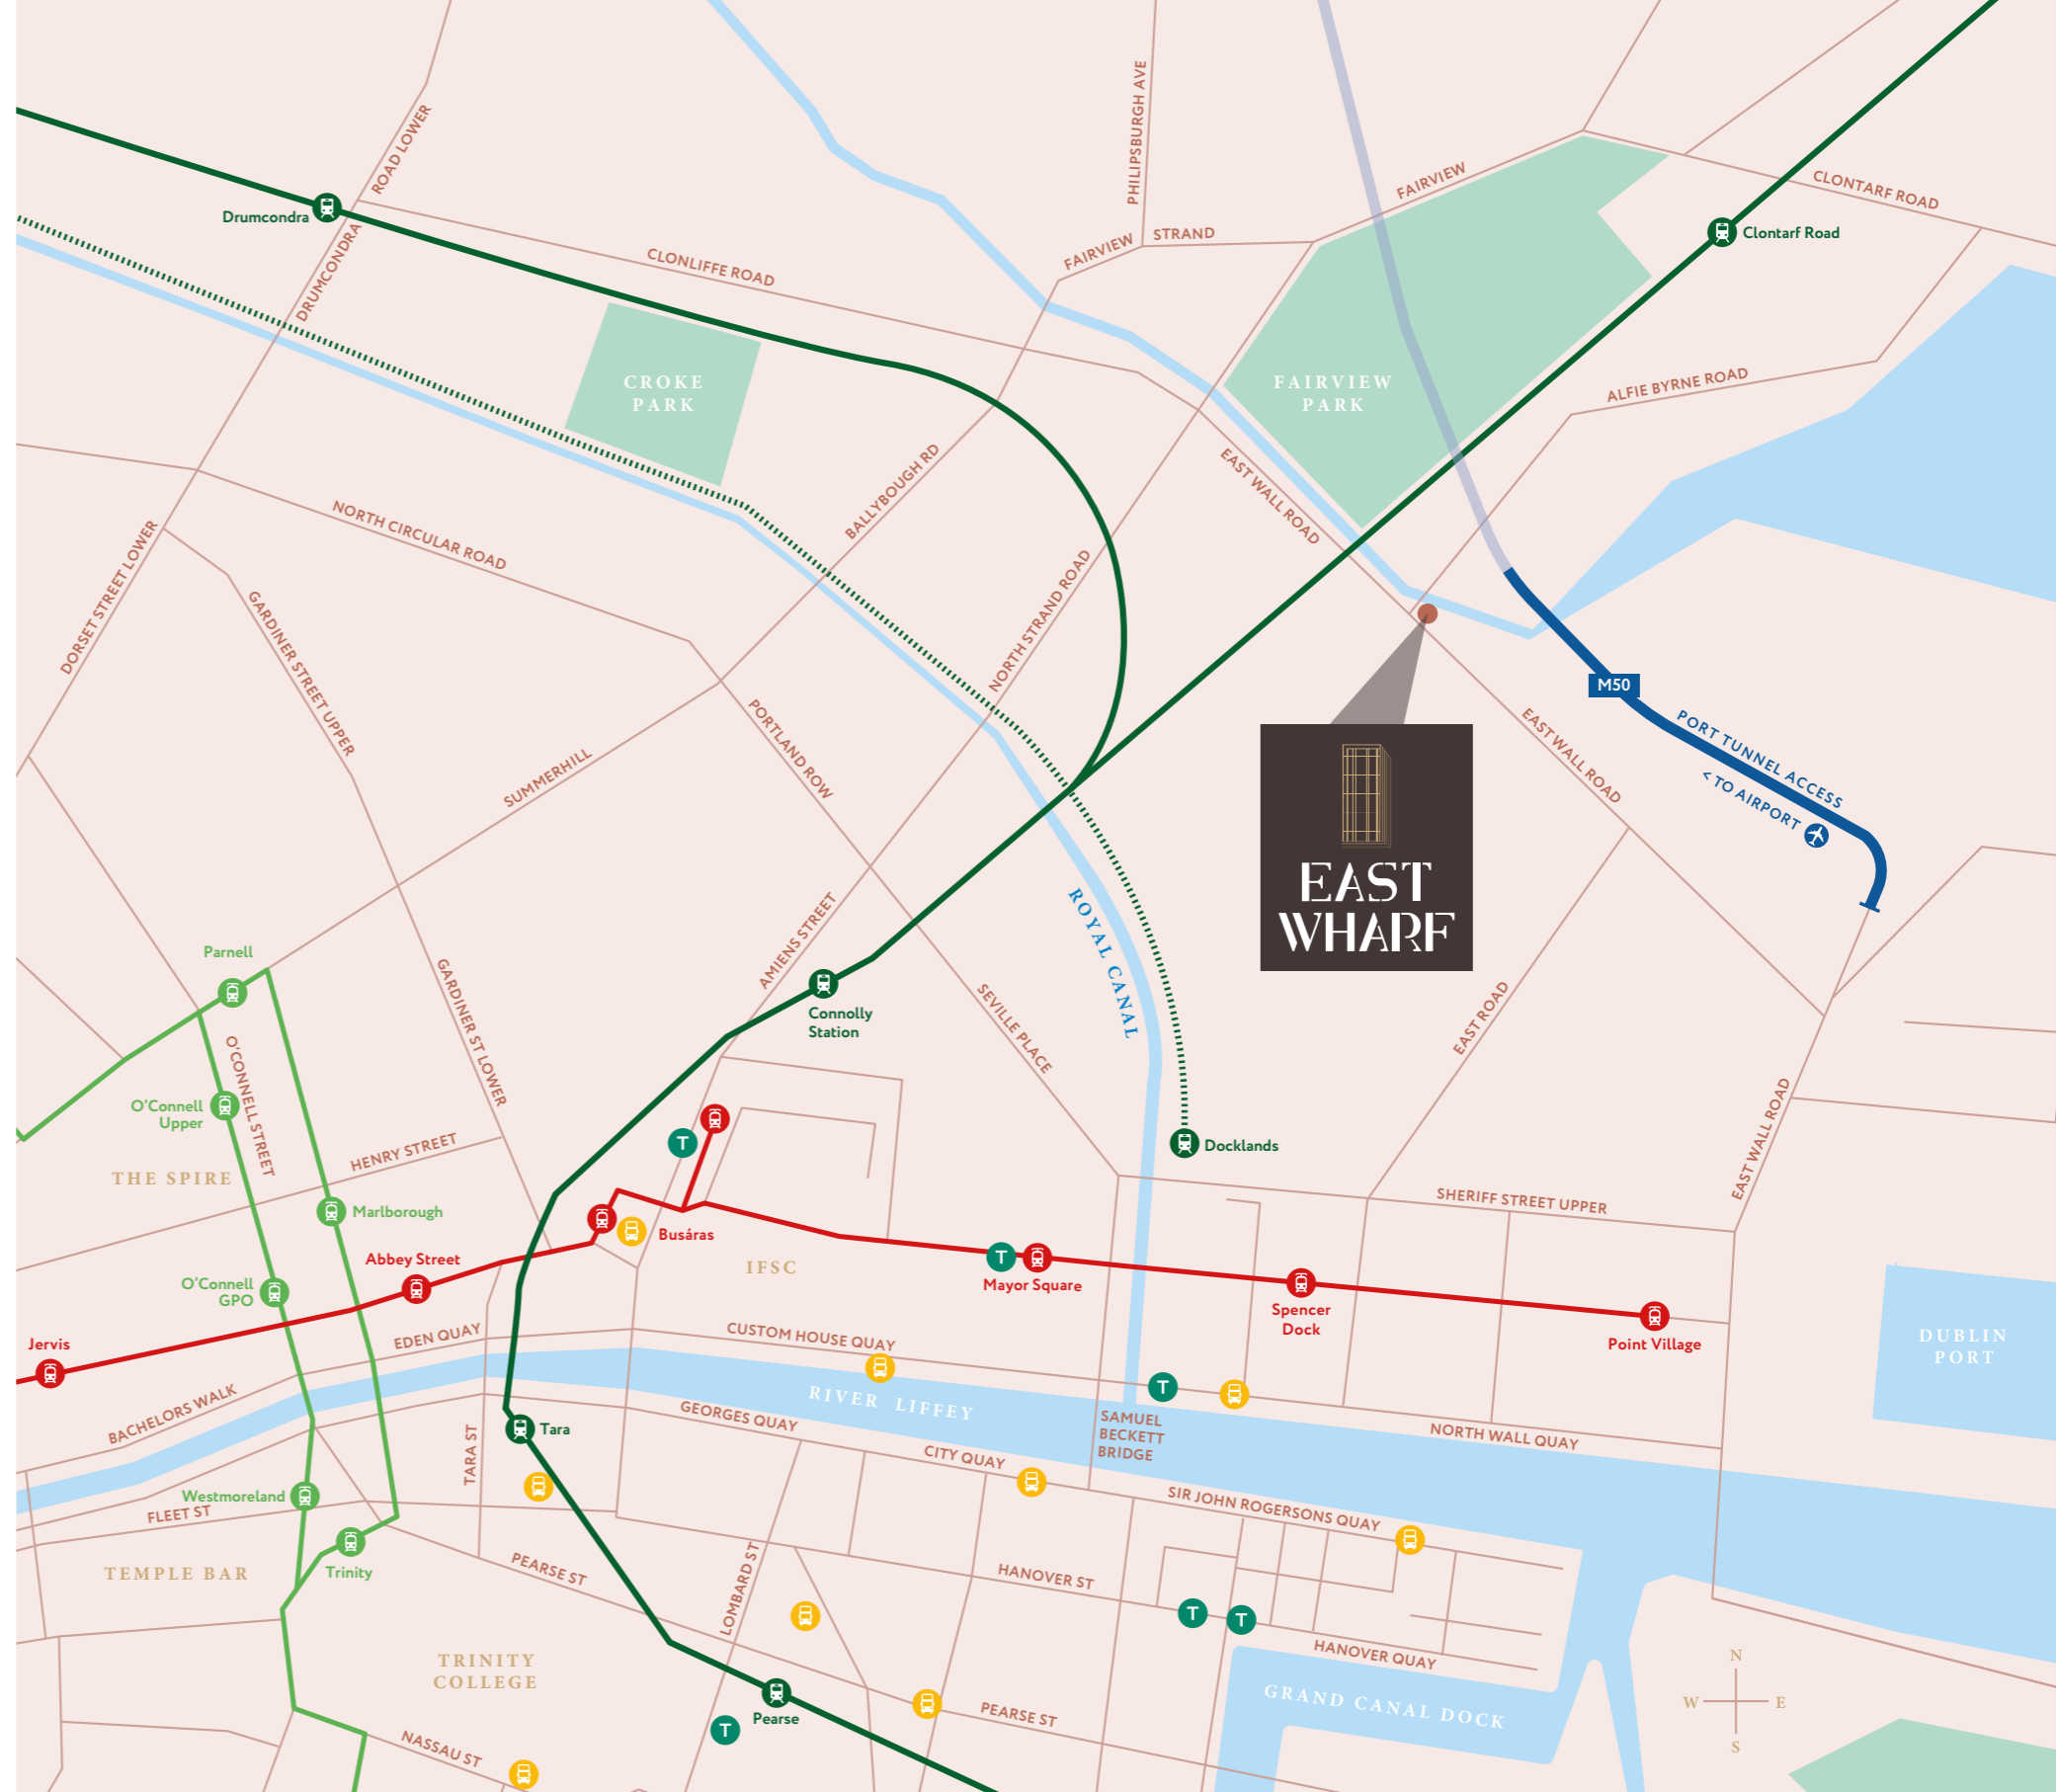 PHILIPSBURGH AVE
ROAD LOWER
DRUMCONDRA
Drumcondra
CLONLIFFE ROAD
FAIRVIEW
STRAND
FAIRVIEW
CLONTARF ROAD
Clontarf Road
CROKE
PARK
FAIRVIEW
PARK
ALFIE BYRNE ROAD
BALLYBOUGH RD
EAST WALL ROAD
NORTH CIRCULAR ROAD
DORSET STREET LOWER
GARDINER STREET UPPER
NORTH STRAND ROAD
M50
PORT TUNNEL ACCESS
< TO AIRPORT
EAST WALL ROAD
PORTLAND ROW
SUMMERHILL
EAST
WHARF
ROYAL CANAL
AMIENS STREET
Parnell
GARDINER ST LOWER
Connolly
Station
SEVILLE PLACE
EAST ROAD
O'CONNELL STREET
O'Connell
Upper
EAST WALL ROAD
T
Docklands
HENRY STREET
THE SPIRE
SHERIFF STREET UPPER
Marlborough
Busáras
Abbey Street
IFSC
T
Mayor Square
O'Connell
GPO
Spencer
Dock
Point Village
DUBLIN
PORT
Jervis
EDEN QUAY
CUSTOM HOUSE QUAY
T
BACHELORS WALK
RIVER LIFFEY
GEORGES QUAY
SAMUEL
BECKETT
BRIDGE
NORTH WALL QUAY
Tara
TARA ST
CITY QUAY
Westmoreland
FLEET ST
SIR JOHN ROGERSONS QUAY
TEMPLE BAR
Trinity
PEARSE ST
LOMBARD ST
HANOVER ST
T
T
HANOVER QUAY
TRINITY
COLLEGE
GRAND CANAL DOCK
Pearse
T
PEARSE ST
NASSAU ST
N
W
E
S